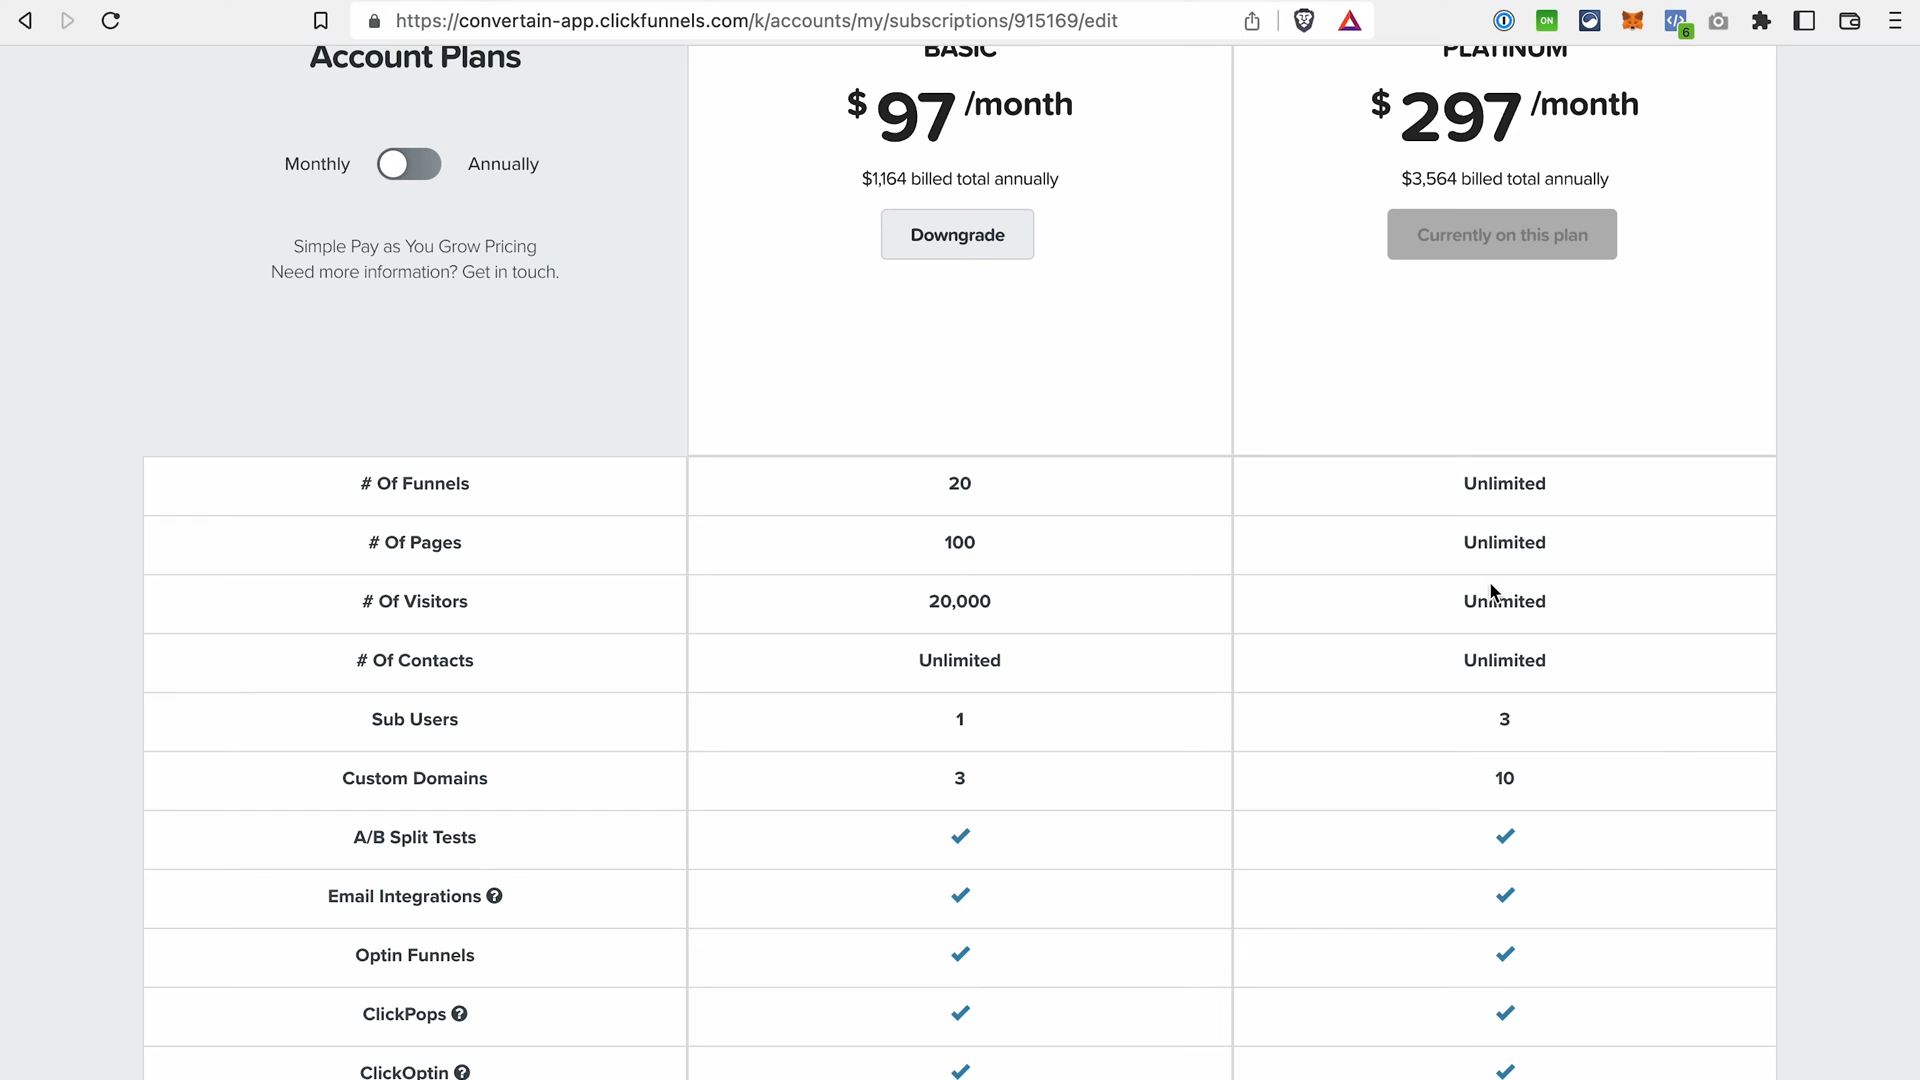 https://convertain-app.clickfunnels.com/k/accounts/my/subscriptions/915169/edit
ON
6
Account Plans
Monthly Annually
Simple Pay as You Grow Pricing
Need more information? Get in touch.
BASIC
$ 97 /month
$1,164 billed total annually
Downgrade
PLATINUM
$ 297 /month
$3,564 billed total annually
Currently on this plan
# Of Funnels 20 Unlimited
# Of Pages 100 Unlimited
# Of Visitors 20,000 Unlimited
# Of Contacts Unlimited Unlimited
Sub Users 1 3
Custom Domains 3 10
A/B Split Tests
Email Integrations ?
Optin Funnels
ClickPops ?
ClickOptin ?